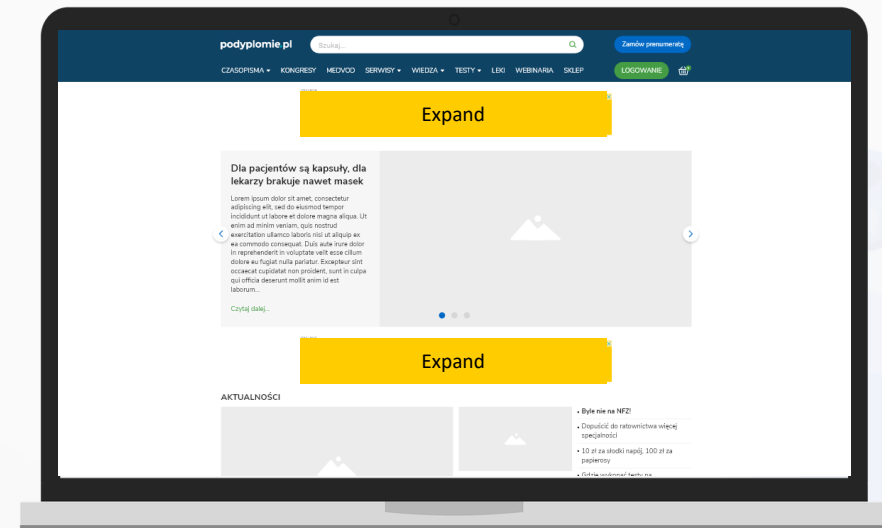 podyplomie.pl
Szukaj...
Zamów prenumeratę
CZASOPISMA
KONGRESY
MEDVOD
SERWISY
WIEDZA
TESTY
LEKI
WEBINARIA
SKLEP
LOGOWANIE
Expand
Dla pacjentów są kapsuły, dla
lekarzy brakuje nawet masek
Lorem ipsum dolor sit amet, consectetur
adipiscing elit, sed do eiusmod tempor
incididunt ut labore et dolore magna aliqua. Ut
enim ad minim veniam, quis nostrud
exercitation ullamco laboris nisi ut aliquip ex
ea commodo consequat. Duis aute irure dolor
in reprehenderit in voluptate velit esse cillum
dolore eu fugiat nulla pariatur. Excepteur sint
occaecat cupidatat non proident, sunt in culpa
qui officia deserunt mollit anim id est
laborum...
Czytaj dalej...
Expand
AKTUALNOŚCI
• Byle nie na NFZ!
• Dopuścić do ratownictwa więcej
specjalności
• 10 zł za słodki napój, 100 zł za
papierosy
• Gdzie wykonać testy na